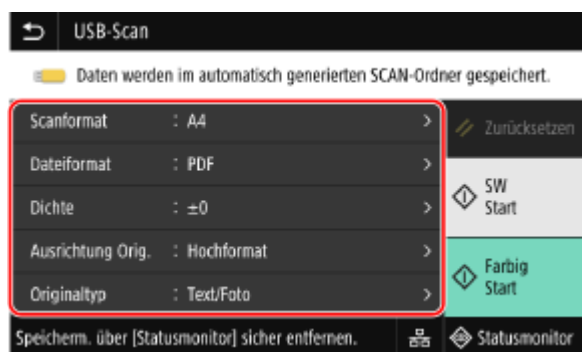 USB-Scan
Daten werden im automatisch generierten SCAN-Ordner gespeichert.
Scanformat : A4
Dateiformat : PDF
Dichte : ±0
Ausrichtung Orig. : Hochformat
Originaltyp : Text/Foto
Zurücksetzen
SW
Start
Farbig
Start
Speicherm. über [Statusmonitor] sicher entfernen.
Statusmonitor